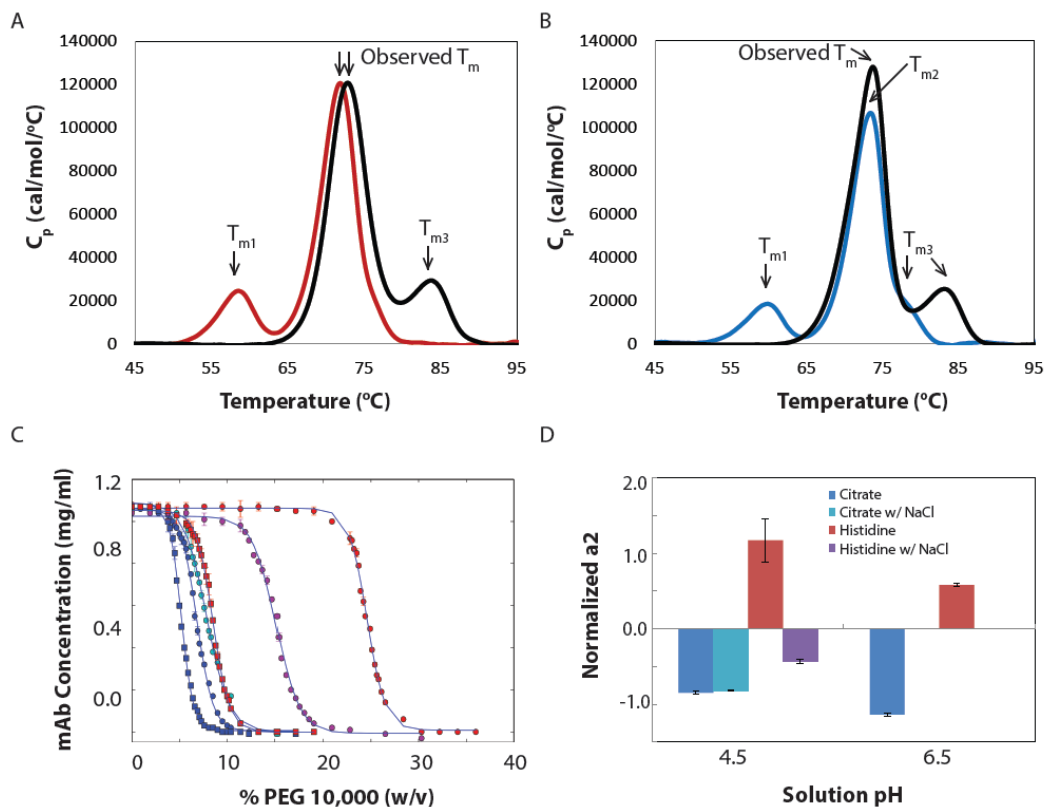 A
140000
120000
100000
80000
60000
40000
20000
0
Cp (cal/mol/ºC)
Observed Tm
Tm1
Tm3
45 55 65 75 85 95
Temperature (ºC)
B
140000
120000
100000
80000
60000
40000
20000
0
Cp (cal/mol/ºC)
Observed Tm
Tm2
Tm1
Tm3
45 55 65 75 85 95
Temperature (ºC)
C
1.2
0.8
0.4
0.0
mAb Concentration (mg/ml)
0 10 20 30 40
% PEG 10,000 (w/v)
D
2.0
1.0
0.0
-1.0
Normalized a2
Citrate
Citrate w/ NaCl
Histidine
Histidine w/ NaCl
4.5 6.5
Solution pH